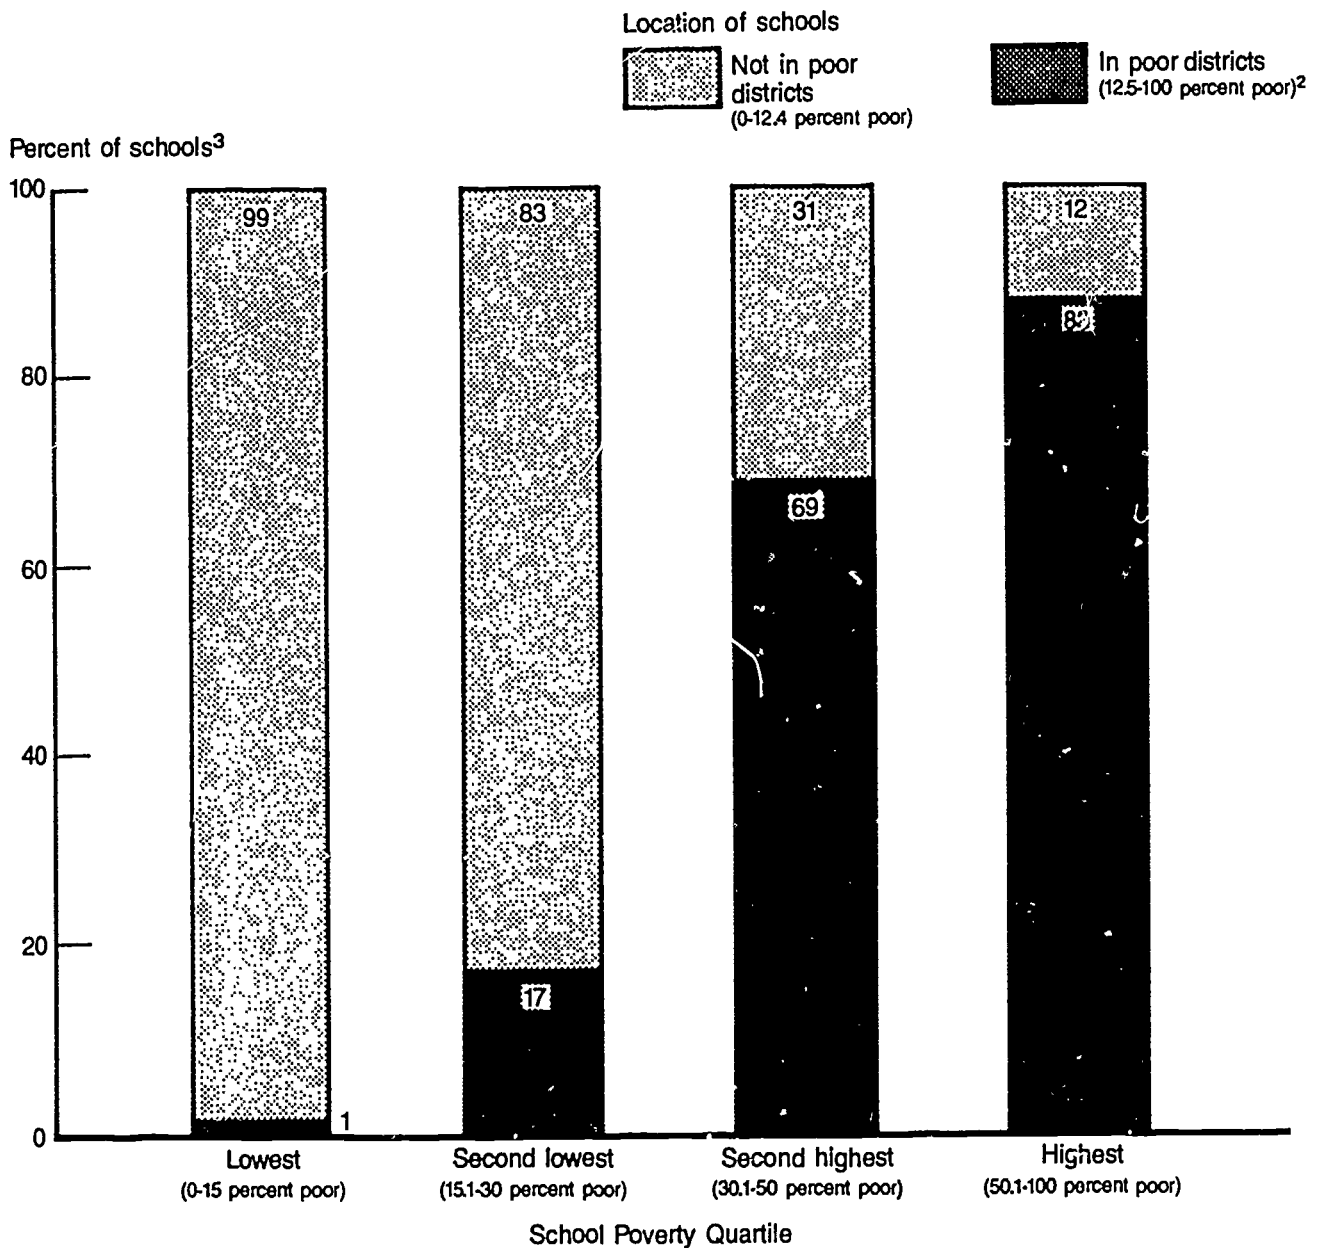 Location of schools
Not in poor
districts
(0-12.4 percent poor)
In poor districts
(12.5-100 percent poor)²
Percent of schools³
100
80
60
40
20
0
99
1
83
17
31
69
12
Lowest
(0-15 percent poor)
Second lowest
(15.1-30 percent poor)
Second highest
(30.1-50 percent poor)
Highest
(50.1-100 percent poor)
School Poverty Quartile